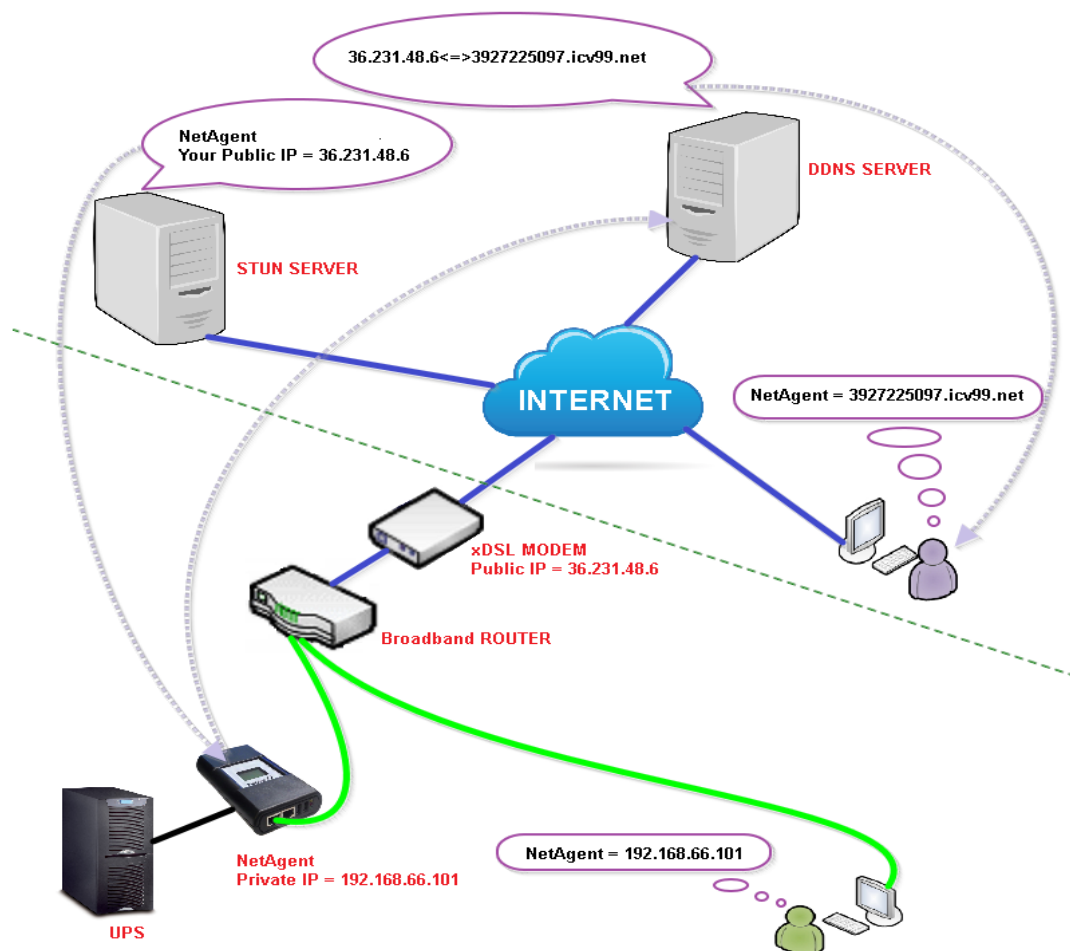 36.231.48.6<=>3927225097.icv99.net
NetAgent
Your Public IP = 36.231.48.6
DDNS SERVER
STUN SERVER
INTERNET
NetAgent = 3927225097.icv99.net
xDSL MODEM
Public IP = 36.231.48.6
Broadband ROUTER
NetAgent
Private IP = 192.168.66.101
NetAgent = 192.168.66.101
UPS